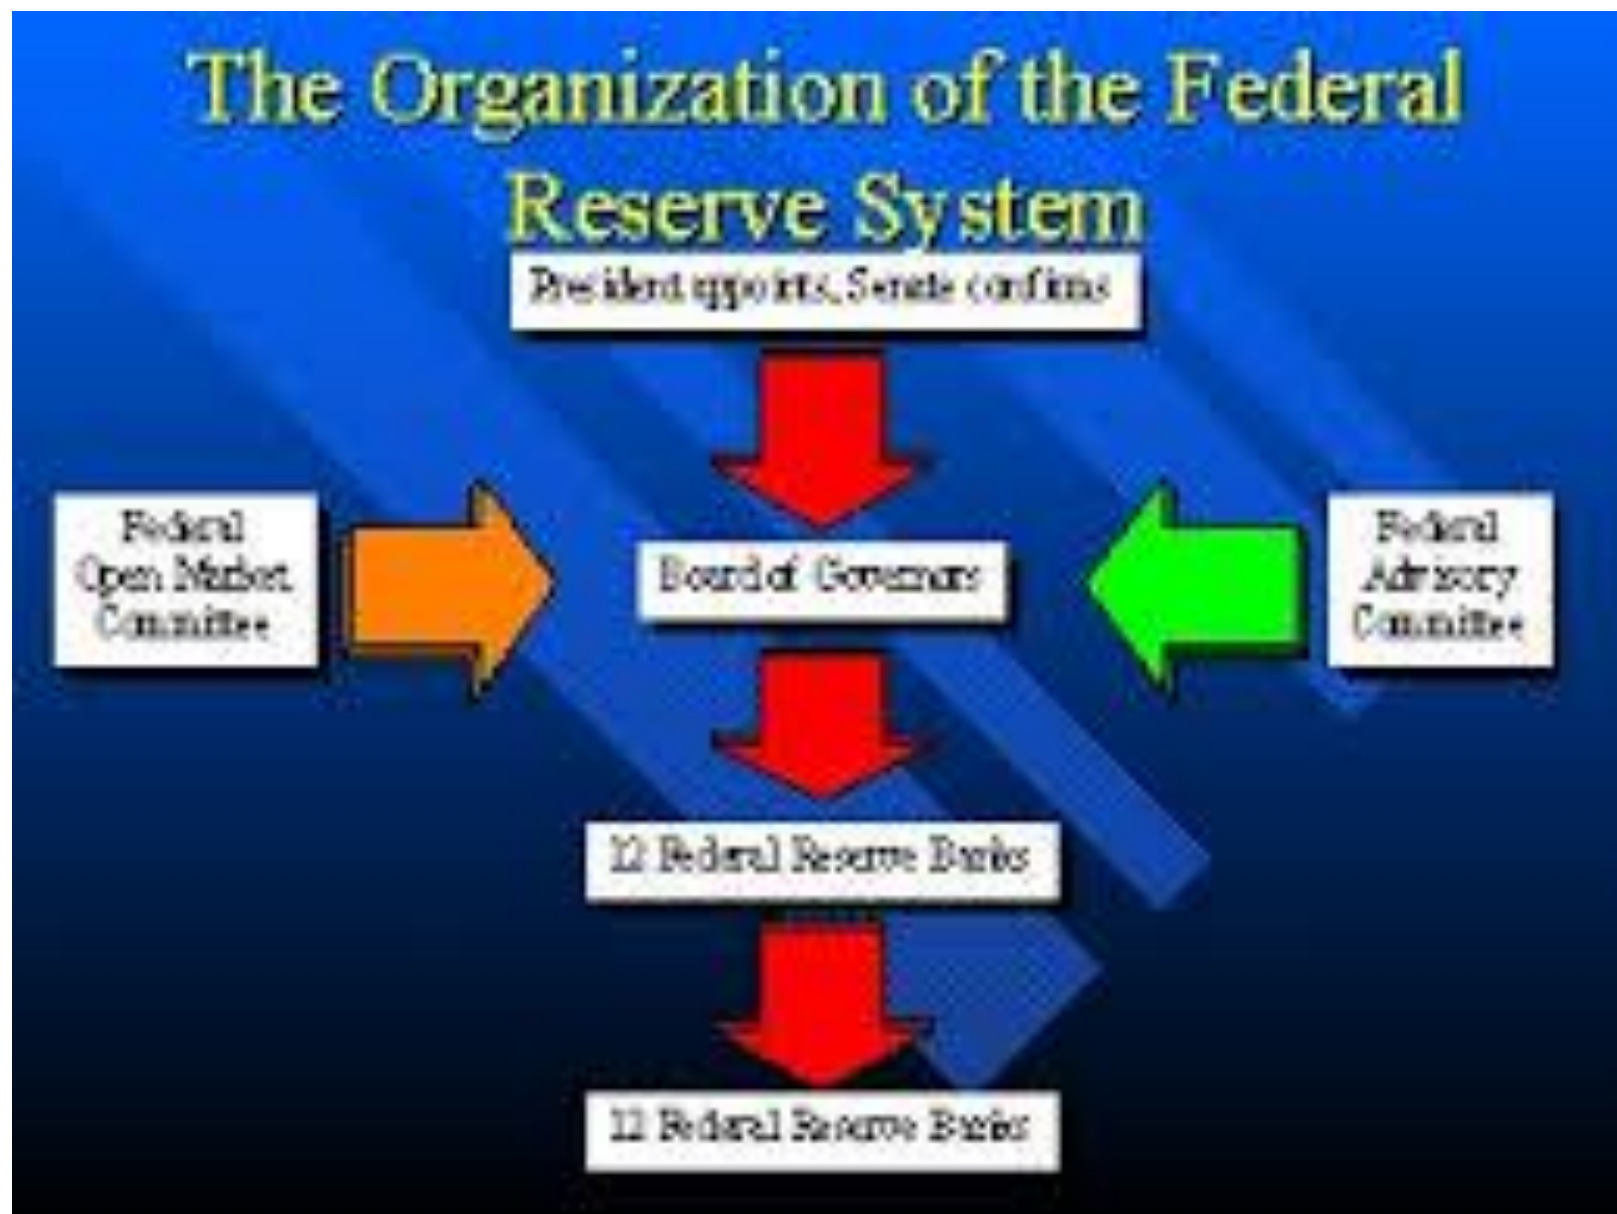 The Organization of the Federal
Reserve System
President appoints, Senate confirms
Federal
Open Market
Committee
Board of Governors
Federal
Advisory
Committee
12 Federal Reserve Banks
12 Federal Reserve Banks